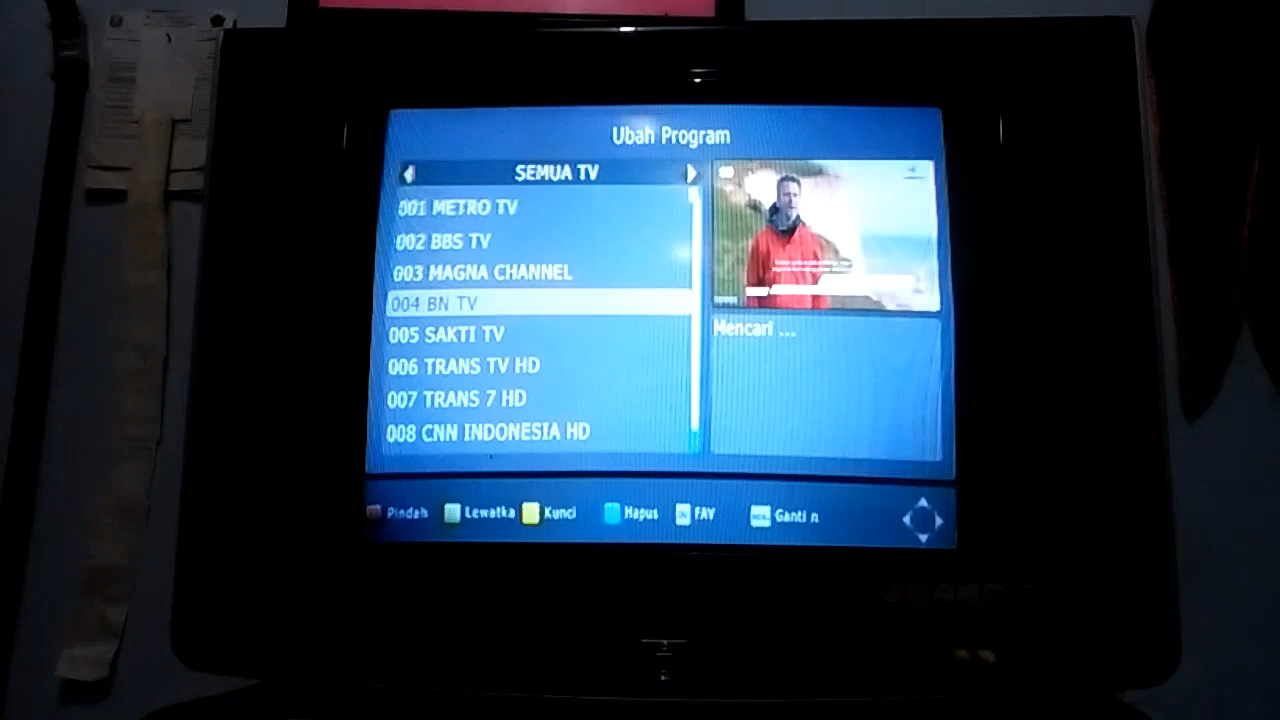 Ubah Program
SEMUA TV
001 METRO TV
002 BBS TV
003 MAGNA CHANNEL
004 BN TV
005 SAKTI TV
006 TRANS TV HD
007 TRANS 7 HD
008 CNN INDONESIA HD
Mencari ...
Pindah Lewatka Kunci Hapus FAV Ganti n